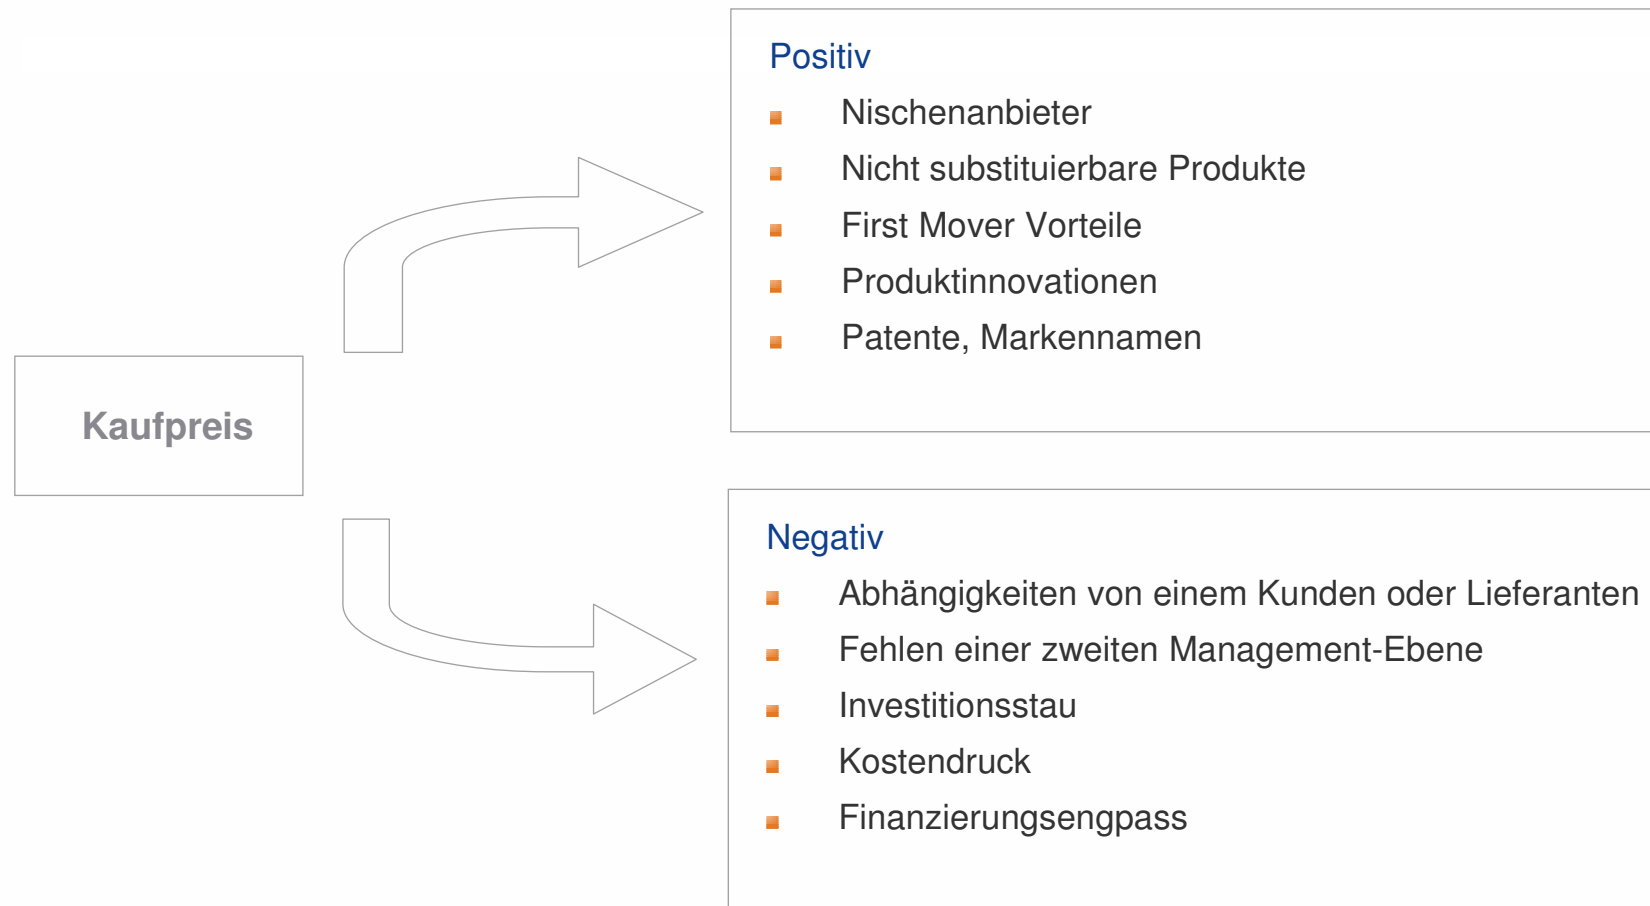 Kaufpreis
Positiv
Nischenanbieter
Nicht substituierbare Produkte
First Mover Vorteile
Produktinnovationen
Patente, Markennamen
Negativ
Abhängigkeiten von einem Kunden oder Lieferanten
Fehlen einer zweiten Management-Ebene
Investitionsstau
Kostendruck
Finanzierungsengpass